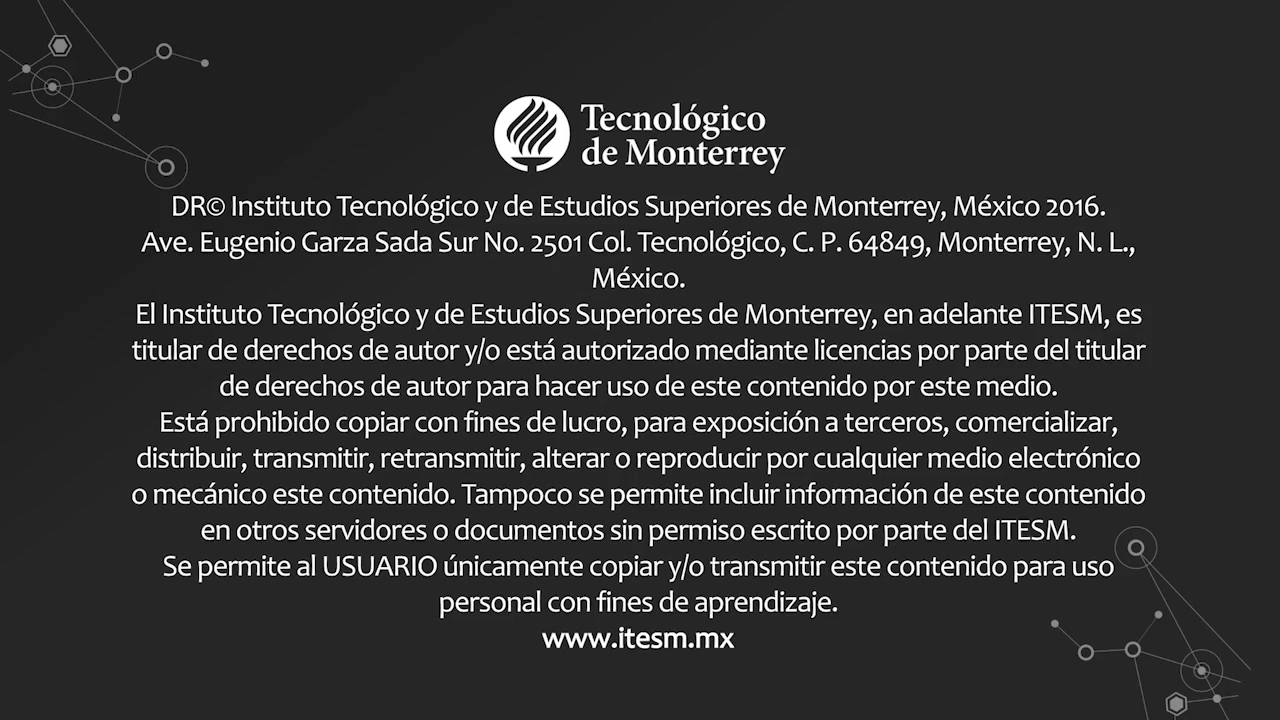 Tecnológico
de Monterrey
DR© Instituto Tecnológico y de Estudios Superiores de Monterrey, México 2016.
Ave. Eugenio Garza Sada Sur No. 2501 Col. Tecnológico, C. P. 64849, Monterrey, N. L.,
México.
El Instituto Tecnológico y de Estudios Superiores de Monterrey, en adelante ITESM, es
titular de derechos de autor y/o está autorizado mediante licencias por parte del titular
de derechos de autor para hacer uso de este contenido por este medio.
Está prohibido copiar con fines de lucro, para exposición a terceros, comercializar,
distribuir, transmitir, retransmitir, alterar o reproducir por cualquier medio electrónico
o mecánico este contenido. Tampoco se permite incluir información de este contenido
en otros servidores o documentos sin permiso escrito por parte del ITESM.
Se permite al USUARIO únicamente copiar y/o transmitir este contenido para uso
personal con fines de aprendizaje.
www.itesm.mx